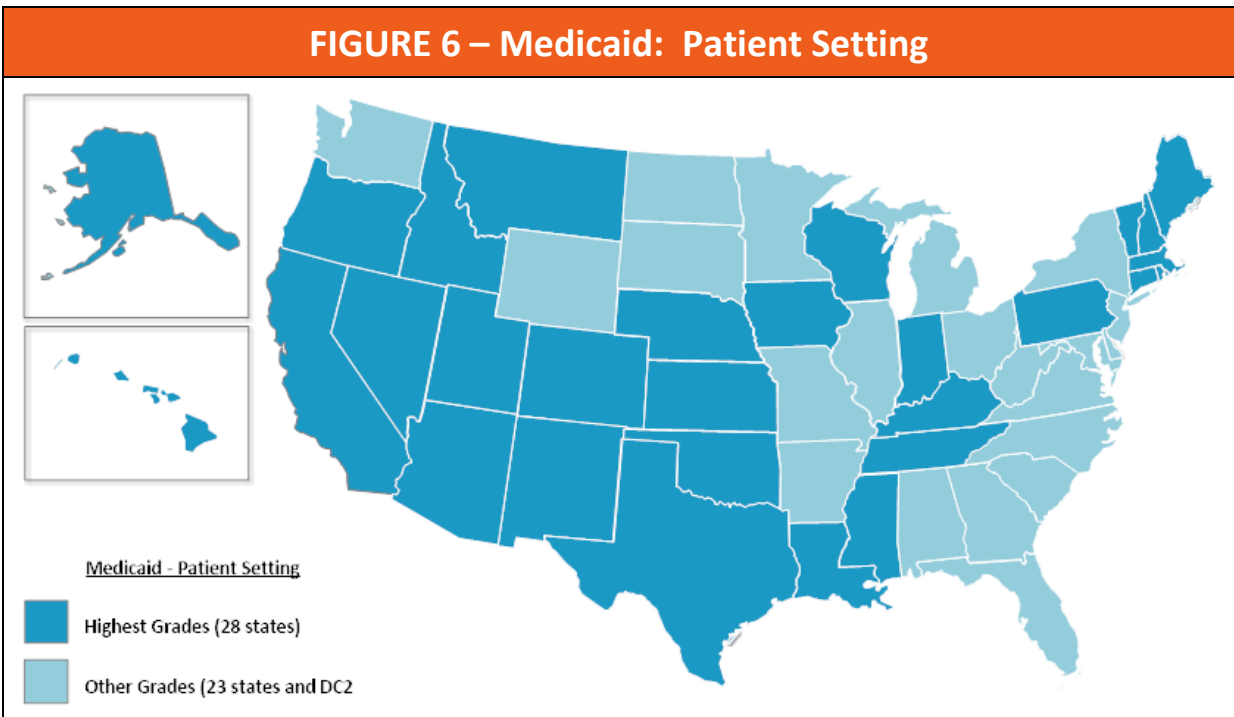 FIGURE 6 – Medicaid: Patient Setting
Medicaid - Patient Setting
Highest Grades (28 states)
Other Grades (23 states and DC2